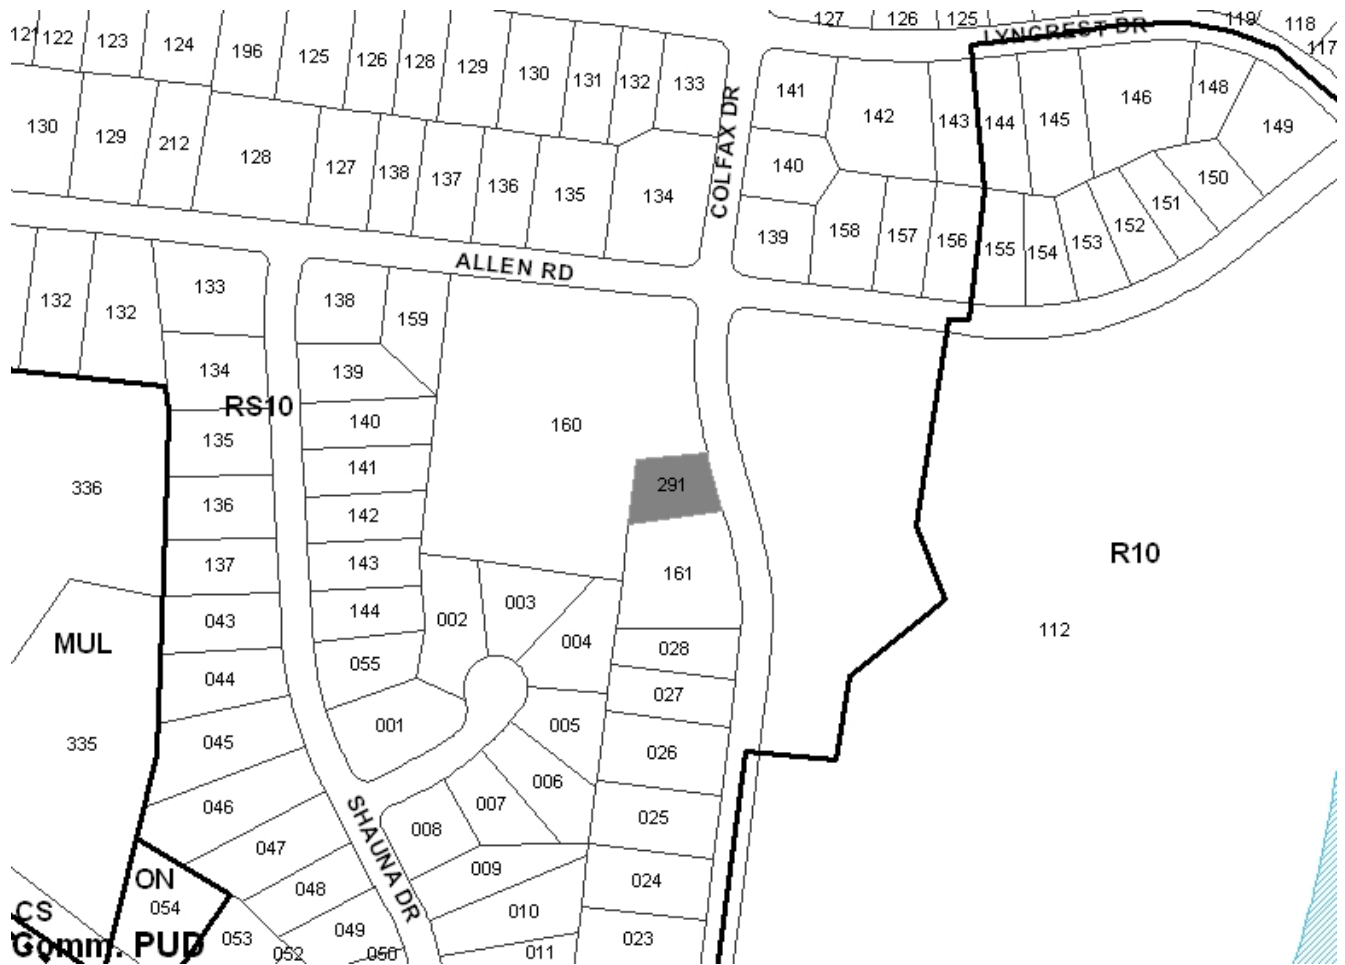 121 122 123 124 196 125 126 128 129 130 131 132 133
127 126 125 119 118
117
LYNCREST DR
130 129 212 128 127 138 137 136 135 134
COLFAX DR
141 142 143 144 145 146 148 149
140
139 158 157 156 155 154 153 152 151 150
ALLEN RD
132 132 133 138 159
134 139
RS10
135 140 160
141
336 136 142 291
137 143 161
R10
043 144 002 003 004
MUL
112
044 055 028
027
335 045 001 005 026
046 006 025
SHAUNA DR
047 008 007
048 009 024
ON
054
CS
049 010 023
Comm. PUD
053 052 050 011